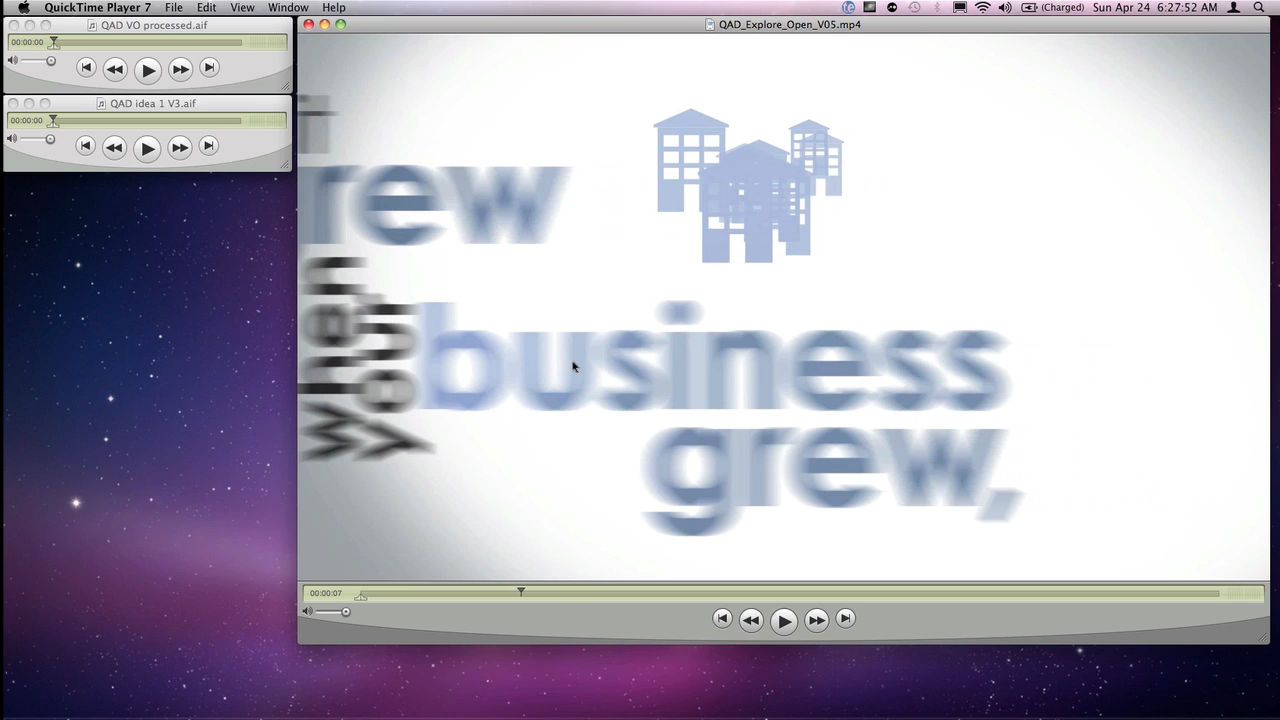 QuickTime Player 7 File Edit View Window Help (Charged) Sun Apr 24 6:27:52 AM
QAD VO processed.aif
00:00:00
QAD idea 1 V3.aif
00:00:00
QAD_Explore_Open_V05.mp4
rew
when
your
business
grew,
00:00:07